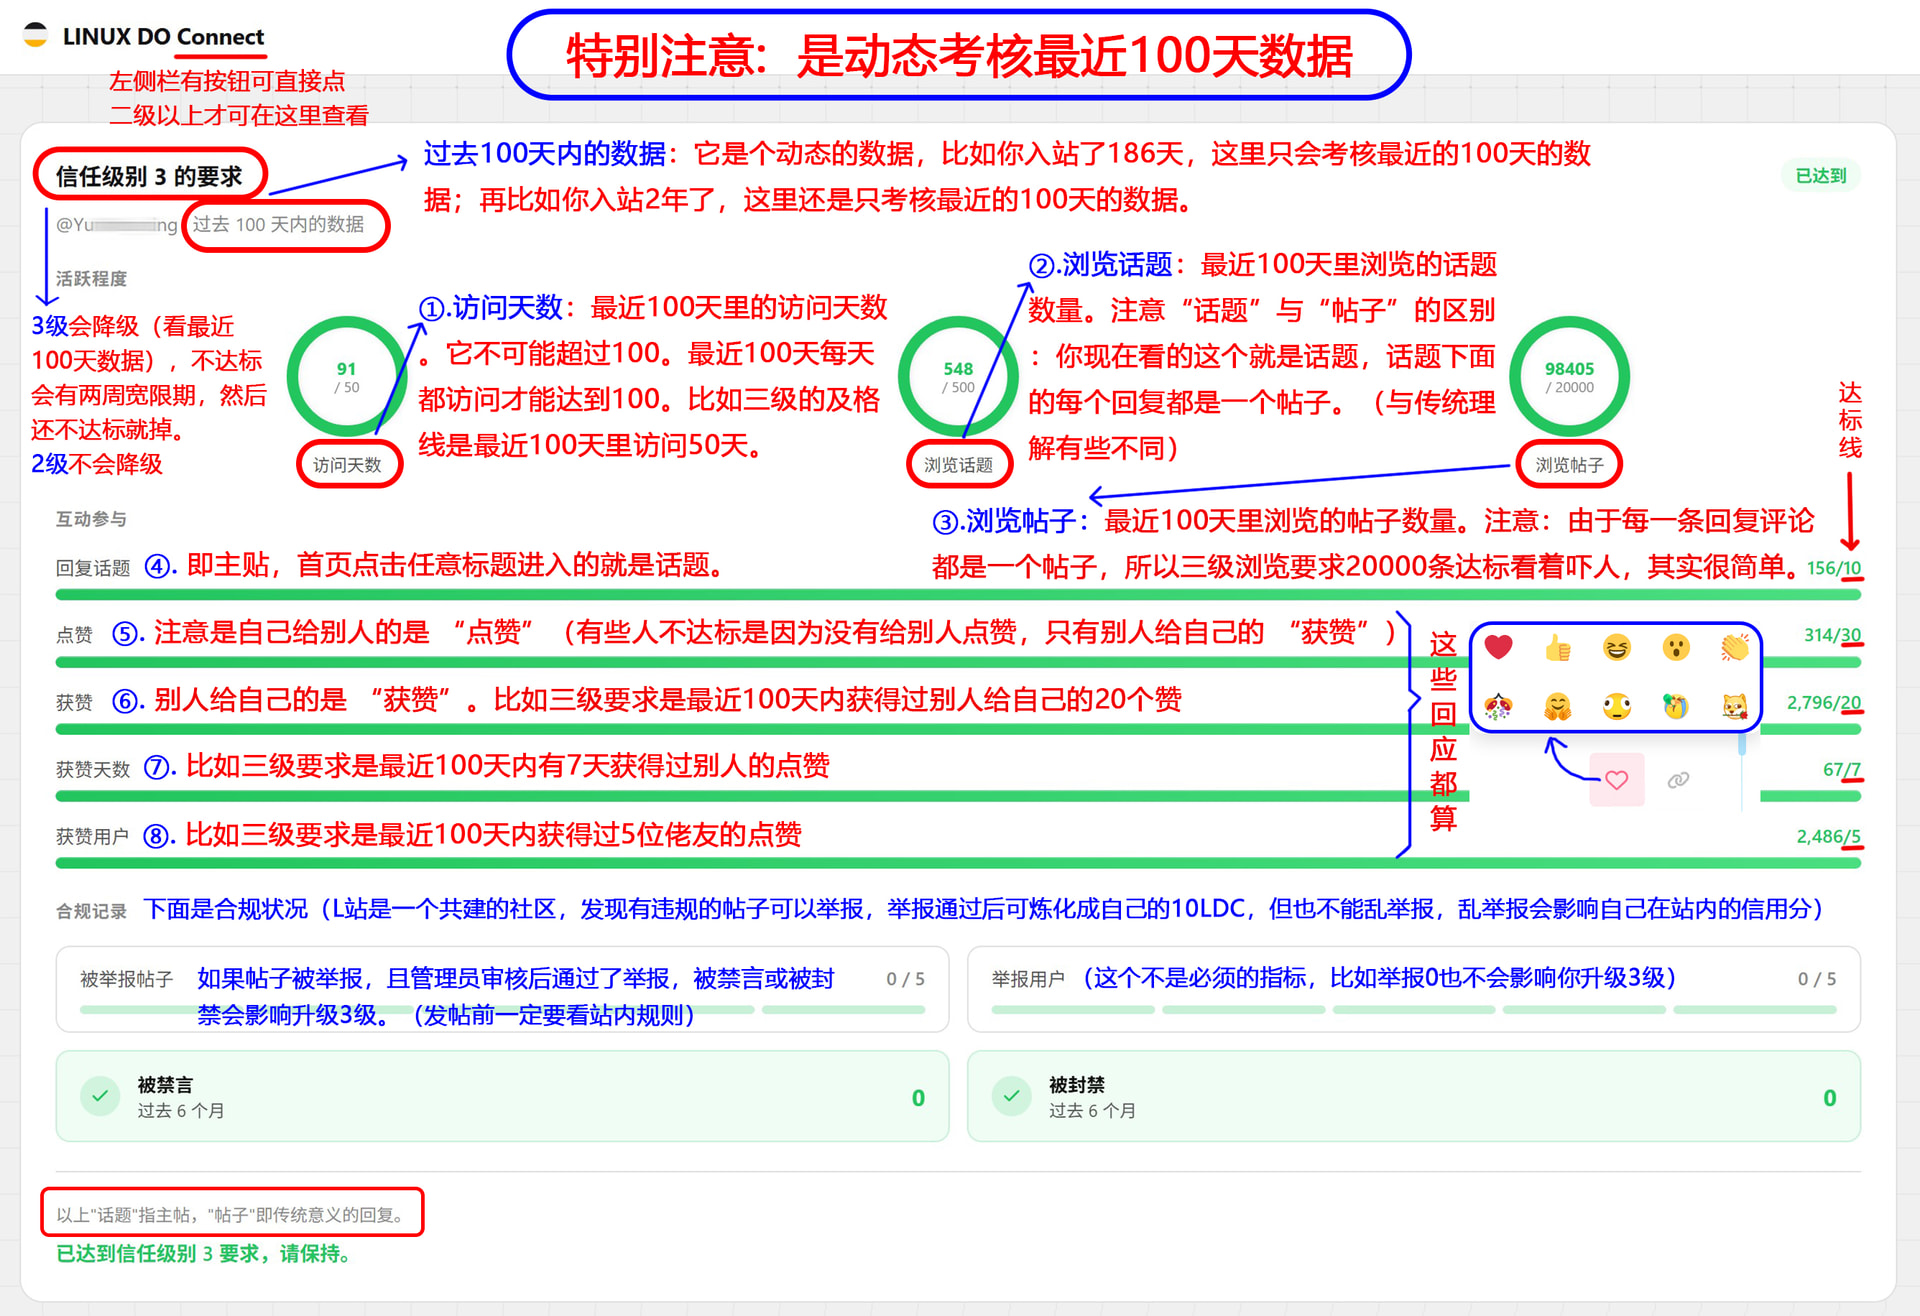 LINUX DO Connect
特别注意：是动态考核最近100天数据
左侧栏有按钮可直接点
二级以上才可在这里查看
信任级别 3 的要求
已达到
@Yu ng 过去 100 天内的数据
过去100天内的数据：它是个动态的数据，比如你入站了186天，这里只会考核最近的100天的数
据；再比如你入站2年了，这里还是只考核最近的100天的数据。
活跃程度
3级会降级（看最近
100天数据），不达标
会有两周宽限期，然后
还不达标就掉。
2级不会降级
91
/ 50
访问天数
①.访问天数：最近100天里的访问天数
。它不可能超过100。最近100天每天
都访问才能达到100。比如三级的及格
线是最近100天里访问50天。
548
/ 500
浏览话题
②.浏览话题：最近100天里浏览的话题
数量。注意“话题”与“帖子”的区别
：你现在看的这个就是话题，话题下面
的每个回复都是一个帖子。（与传统理
解有些不同）
98405
/ 20000
浏览帖子
达
标
线
③.浏览帖子：最近100天里浏览的帖子数量。注意：由于每一条回复评论
都是一个帖子，所以三级浏览要求20000条达标看着吓人，其实很简单。
互动参与
回复话题 ④. 即主贴，首页点击任意标题进入的就是话题。
156/10
点赞 ⑤. 注意是自己给别人的是 “点赞” （有些人不达标是因为没有给别人点赞，只有别人给自己的 “获赞” ）
314/30
获赞 ⑥. 别人给自己的是 “获赞” 。比如三级要求是最近100天内获得过别人给自己的20个赞
2,796/20
获赞天数 ⑦. 比如三级要求是最近100天内有7天获得过别人的点赞
67/7
获赞用户 ⑧. 比如三级要求是最近100天内获得过5位佬友的点赞
2,486/5
这
些
回
应
都
算
合规记录 下面是合规状况（L站是一个共建的社区，发现有违规的帖子可以举报，举报通过后可炼化成自己的10LDC，但也不能乱举报，乱举报会影响自己在站内的信用分）
被举报帖子 如果帖子被举报，且管理员审核后通过了举报，被禁言或被封 0 / 5
禁会影响升级3级。（发帖前一定要看站内规则）
举报用户 （这个不是必须的指标，比如举报0也不会影响你升级3级） 0 / 5
被禁言
过去 6 个月
0
被封禁
过去 6 个月
0
以上"话题"指主帖，"帖子"即传统意义的回复。
已达到信任级别 3 要求，请保持。